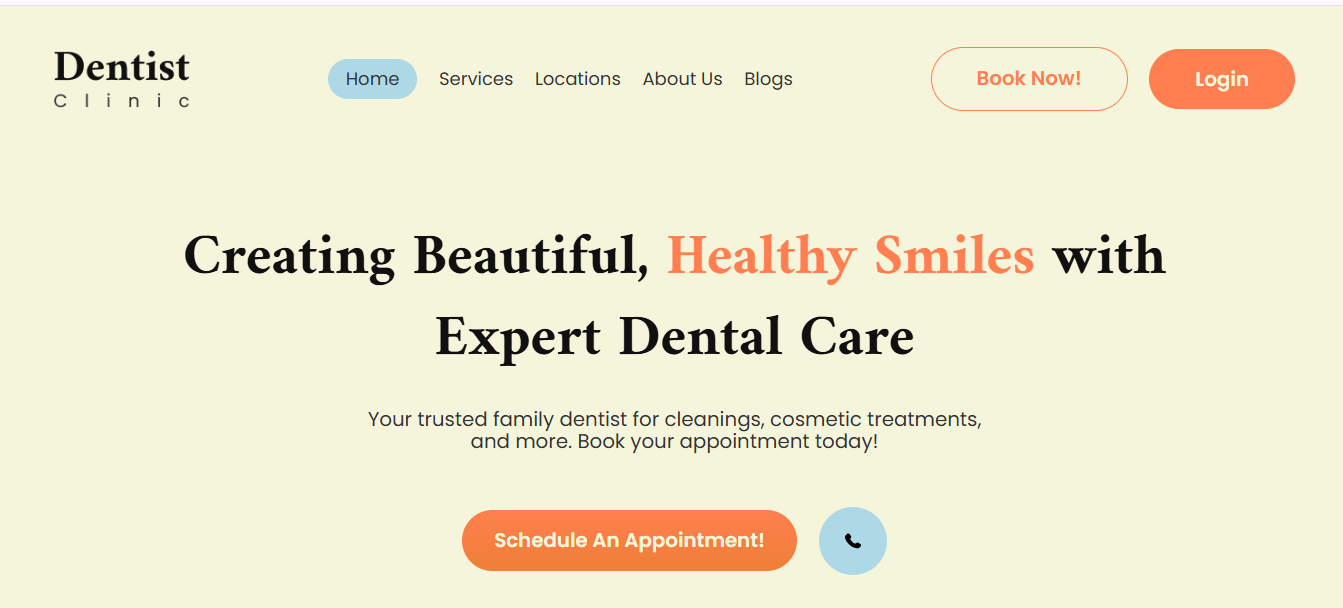 Dentist
Clinic
Home
Services
Locations
About Us
Blogs
Book Now!
Login
Creating Beautiful, Healthy Smiles with
Expert Dental Care
Your trusted family dentist for cleanings, cosmetic treatments,
and more. Book your appointment today!
Schedule An Appointment!